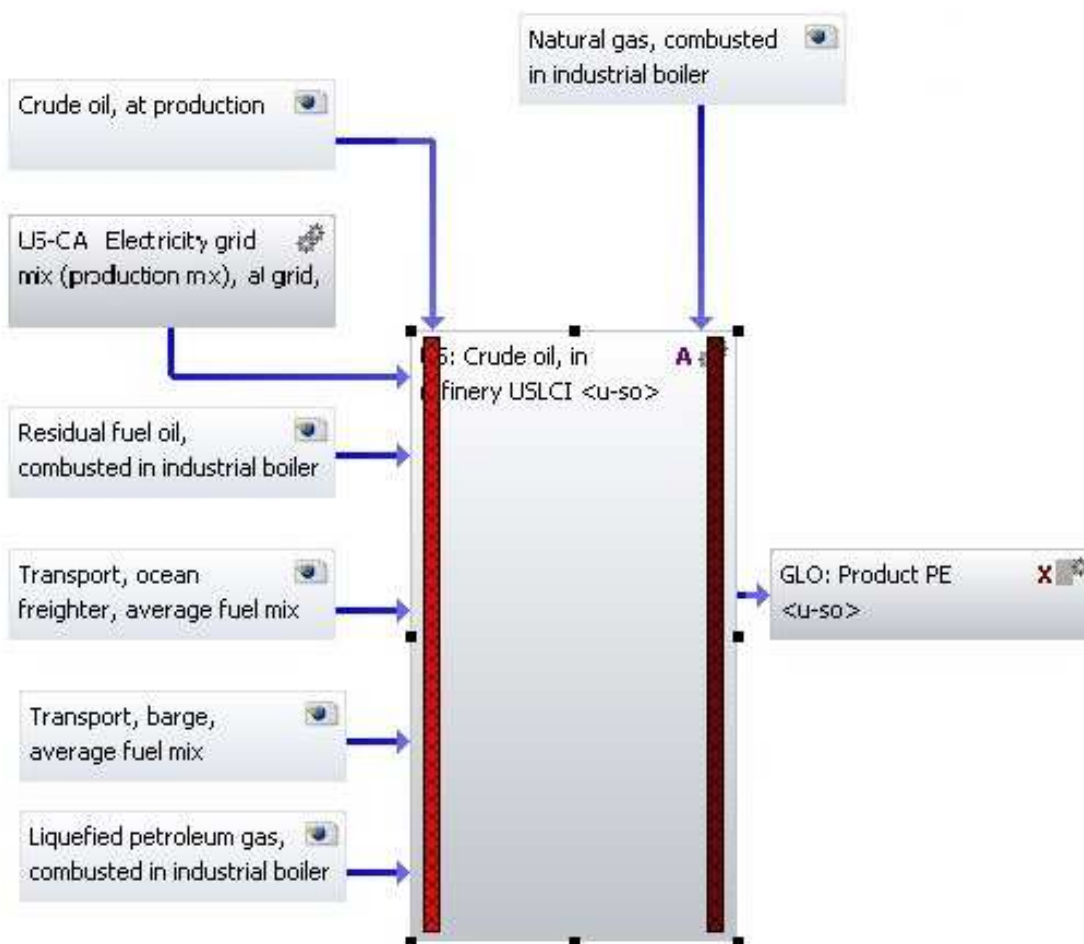 Natural gas, combusted
in industrial boiler
Crude oil, at production
US-CA Electricity grid
mix (production mix), at grid,
Residual fuel oil,
combusted in industrial boiler
Transport, ocean
freighter, average fuel mix
Transport, barge,
average fuel mix
Liquefied petroleum gas,
combusted in industrial boiler
Crude oil, in A
USLCI <u-so>
GLO: Product PE X
<u-so>